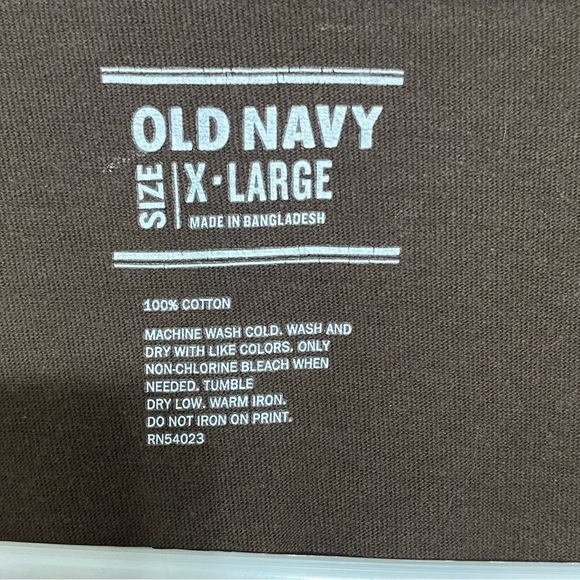 OLD NAVY
SIZE
X-LARGE
MADE IN BANGLADESH
100% COTTON
MACHINE WASH COLD. WASH AND
DRY WITH LIKE COLORS. ONLY
NON-CHLORINE BLEACH WHEN
NEEDED. TUMBLE
DRY LOW. WARM IRON.
DO NOT IRON ON PRINT.
RN54023